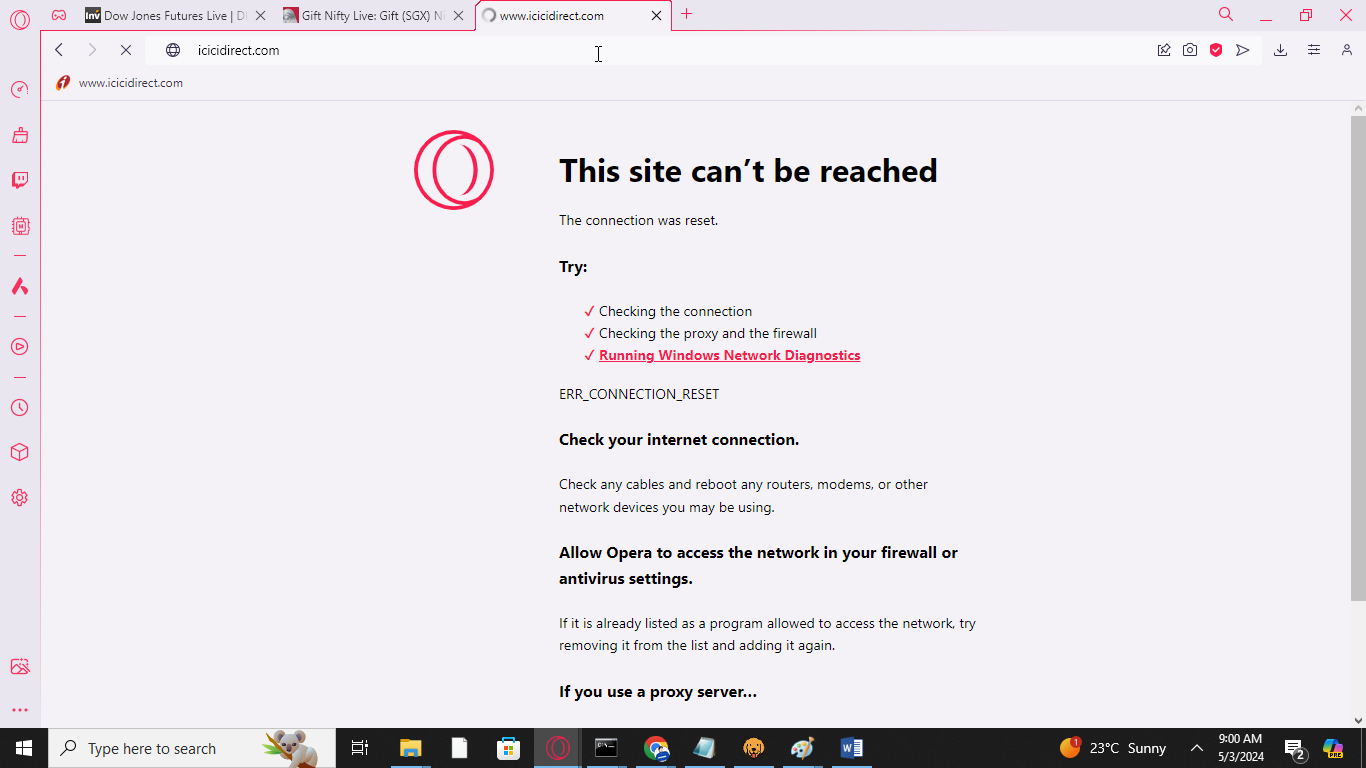 Dow Jones Futures Live | D
Gift Nifty Live: Gift (SGX) Ni
www.icicidirect.com
icicidirect.com
www.icicidirect.com
This site can’t be reached
The connection was reset.
Try:
Checking the connection
Checking the proxy and the firewall
Running Windows Network Diagnostics
ERR_CONNECTION_RESET
Check your internet connection.
Check any cables and reboot any routers, modems, or other
network devices you may be using.
Allow Opera to access the network in your firewall or
antivirus settings.
If it is already listed as a program allowed to access the network, try
removing it from the list and adding it again.
If you use a proxy server…
Type here to search
1
23°C Sunny
9:00 AM
5/3/2024
2
PRE